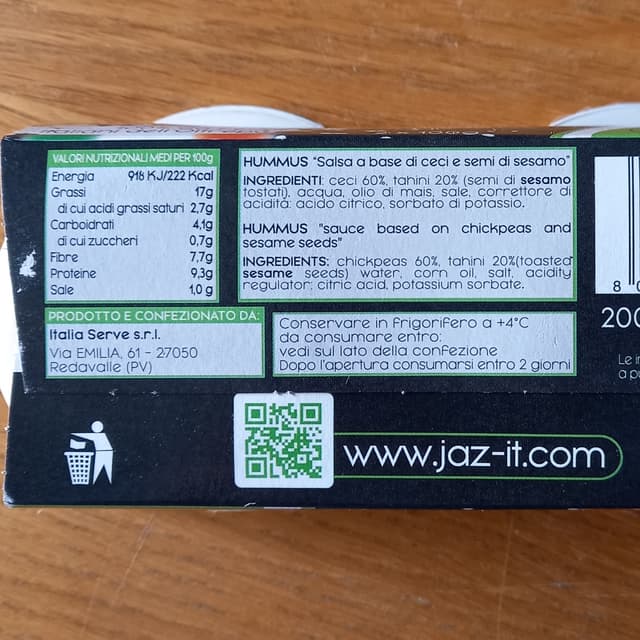 VALORI NUTRIZIONALI MEDI PER 100g
Energia 918 KJ/222 Kcal
Grassi 17g
di cui acidi grassi saturi 2,7g
Carboidrati 4,1g
di cui zuccheri 0,7g
Fibre 7,7g
Proteine 9,3g
Sale 1,0 g
HUMMUS "Salsa a base di ceci e semi di sesamo"
INGREDIENTI: ceci 60%, tahini 20% (semi di sesamo
tostati), acqua, olio di mais, sale, correttore di
acidità: acido citrico, sorbato di potassio.
HUMMUS "sauce based on chickpeas and
sesame seeds"
INGREDIENTS: chickpeas 60%, tahini 20%(toasted
sesame seeds) water, corn oil, salt, acidity
regulator; citric acid, potassium sorbate.
PRODOTTO E CONFEZIONATO DA:
Italia Serve s.r.l.
Via EMILIA, 61 - 27050
Redavalle (PV)
Conservare in frigorifero a +4°C
da consumare entro:
vedi sul lato della confezione
Dopo l'apertura consumarsi entro 2 giorni
8
200
Le
www.jaz-it.com